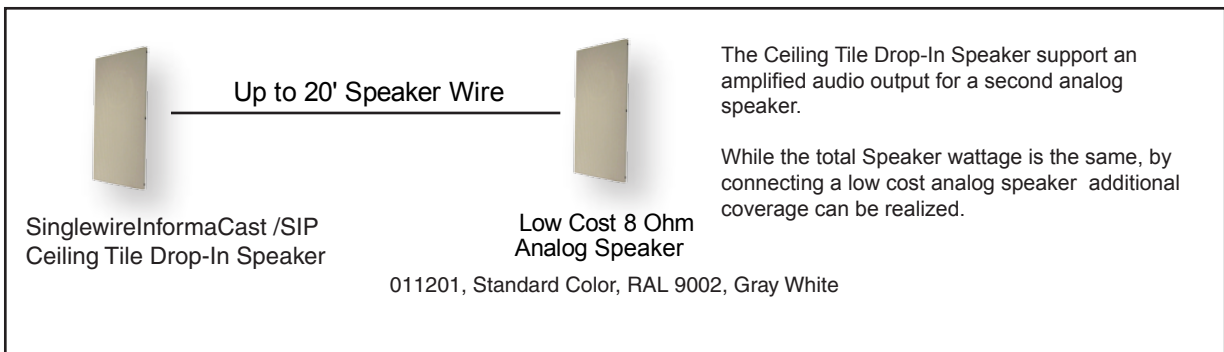 Up to 20' Speaker Wire
SinglewireInformaCast /SIP
Ceiling Tile Drop-In Speaker
Low Cost 8 Ohm
Analog Speaker
011201, Standard Color, RAL 9002, Gray White
The Ceiling Tile Drop-In Speaker support an
amplified audio output for a second analog
speaker.
While the total Speaker wattage is the same, by
connecting a low cost analog speaker additional
coverage can be realized.